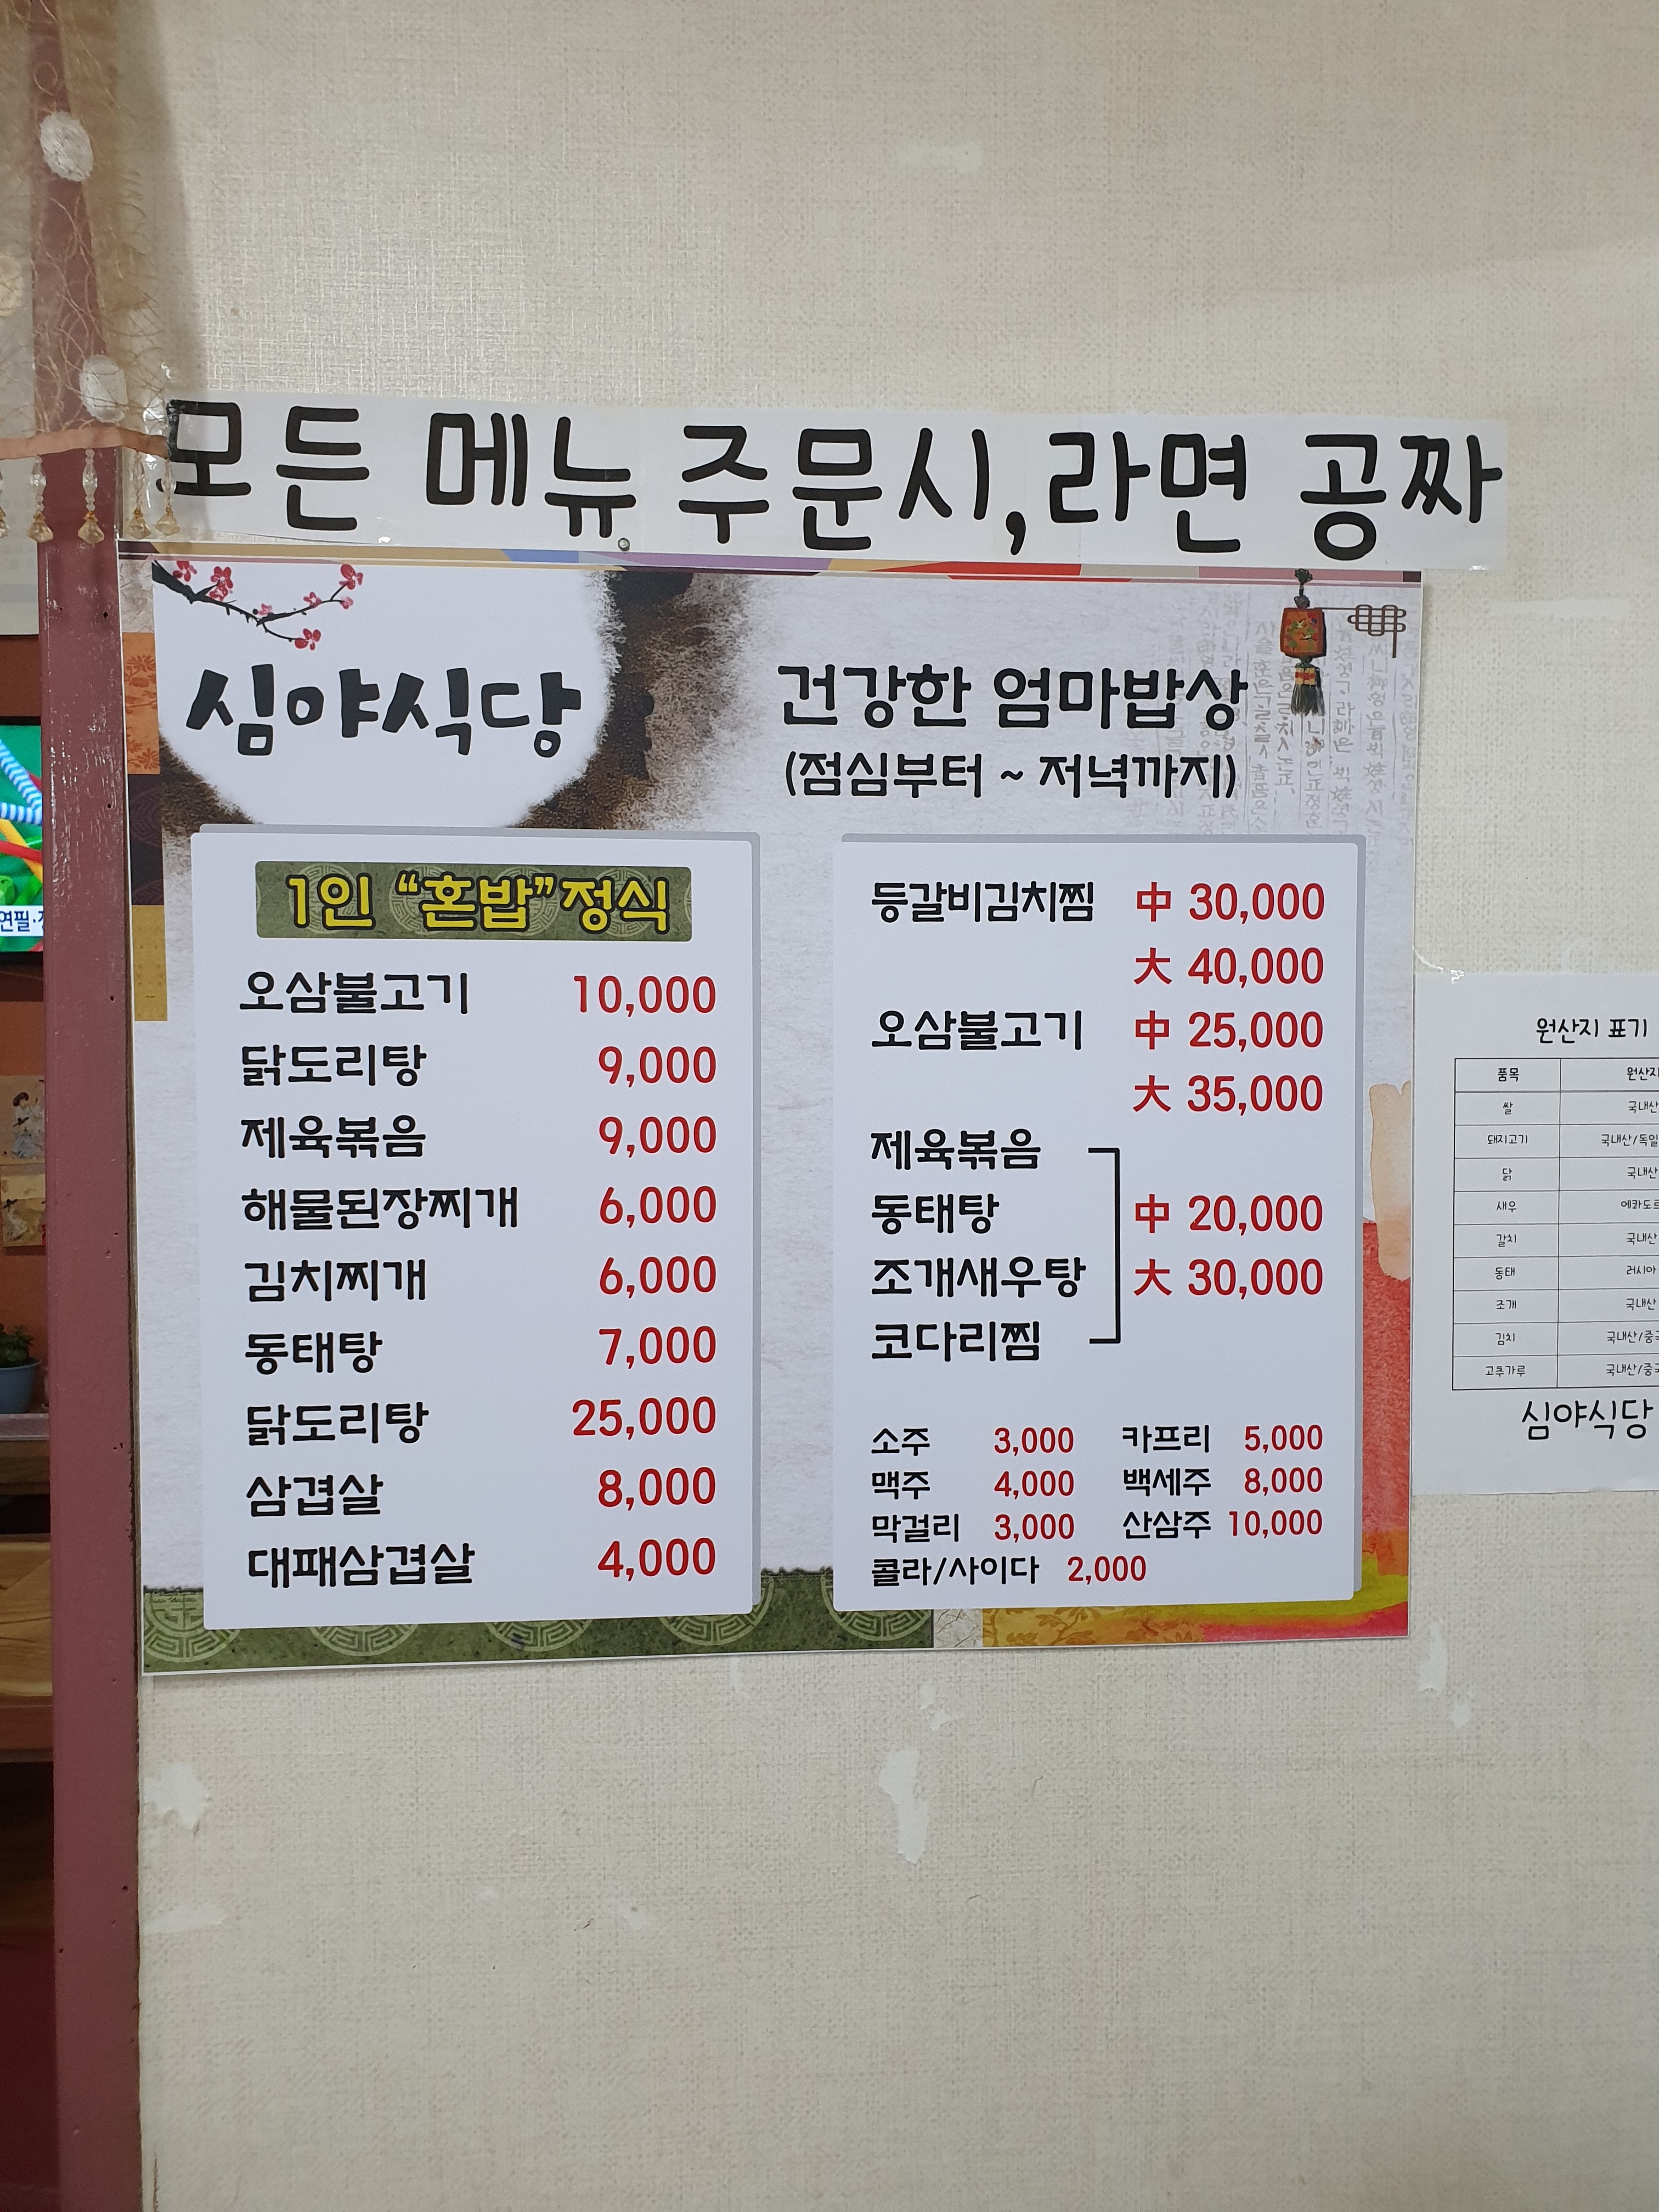 모든 메뉴 주문시, 라면 공짜
심야식당
건강한 엄마밥상
(점심부터 ~ 저녁까지)
1인 “혼밥”정식
오삼불고기 10,000
닭도리탕 9,000
제육볶음 9,000
해물된장찌개 6,000
김치찌개 6,000
동태탕 7,000
닭도리탕 25,000
삼겹살 8,000
대패삼겹살 4,000
등갈비김치찜 中 30,000
大 40,000
오삼불고기 中 25,000
大 35,000
제육볶음
동태탕 中 20,000
조개새우탕 大 30,000
코다리찜
소주 3,000 카프리 5,000
맥주 4,000 백세주 8,000
막걸리 3,000 산삼주 10,000
콜라/사이다 2,000
원산지 표기
품목 원산지
쌀 국내산
돼지고기 국내산/독일
닭 국내산
새우 에콰도르
갈치 국내산
동태 러시아
조개 국내산
김치 국내산/중국
고추가루 국내산/중국
심야식당
연필